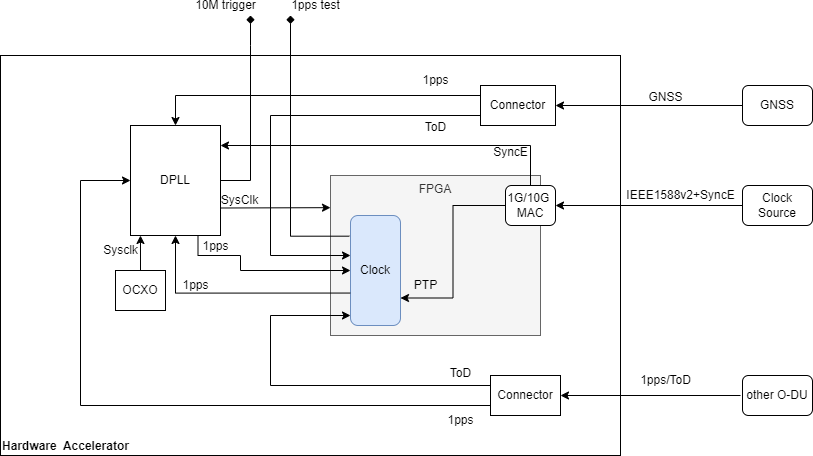 10M trigger
1pps test
1pps
Connector
GNSS
GNSS
ToD
SyncE
DPLL
FPGA
SysClk
1G/10G
MAC
IEEE1588v2+SyncE
Clock
Source
Sysclk
1pps
Clock
OCXO
1pps
PTP
ToD
Connector
1pps/ToD
other O-DU
1pps
Hardware Accelerator